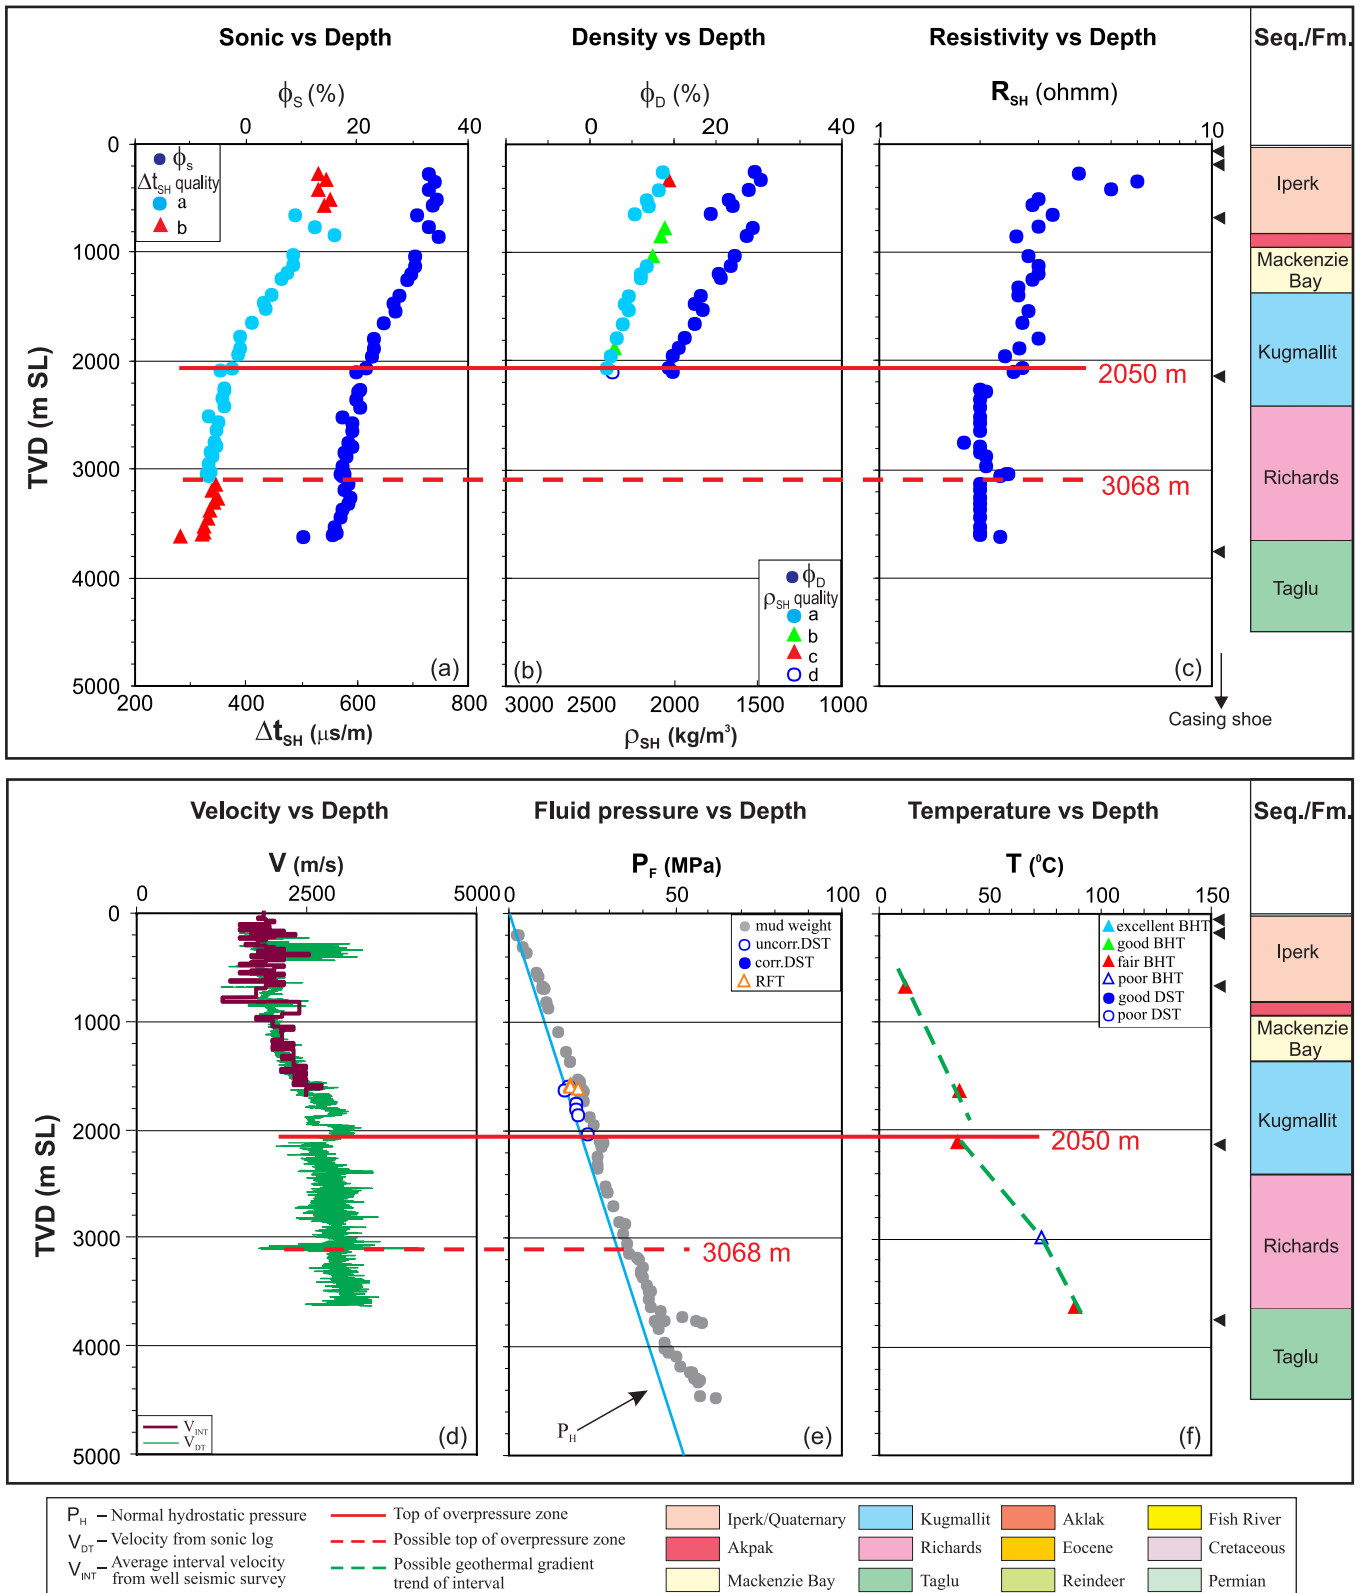 Sonic vs Depth
Density vs Depth
Resistivity vs Depth
Seq./Fm.
ϕS (%)
ϕD (%)
RSH (ohmm)
0 20 40
0 20 40
1 10
0
1000
2000
3000
4000
5000
TVD (m SL)
ϕs
ΔtSH quality
a
b
2050 m
3068 m
ϕD
ρSH quality
a
b
c
d
(a)
(b)
(c)
200 400 600 800
3000 2500 2000 1500 1000
ΔtSH (μs/m)
ρSH (kg/m³)
Casing shoe
Iperk
Mackenzie
Bay
Kugmallit
Richards
Taglu
Velocity vs Depth
Fluid pressure vs Depth
Temperature vs Depth
Seq./Fm.
V (m/s)
PF (MPa)
T (⁰C)
0 2500 5000
0 50 100
0 50 100 150
0
1000
2000
3000
4000
5000
TVD (m SL)
mud weight
uncorr.DST
corr.DST
RFT
excellent BHT
good BHT
fair BHT
poor BHT
good DST
poor DST
2050 m
3068 m
PH
VINT
VDT
(d)
(e)
(f)
Iperk
Mackenzie
Bay
Kugmallit
Richards
Taglu
PH – Normal hydrostatic pressure
VDT – Velocity from sonic log
VINT – Average interval velocity
from well seismic survey
Top of overpressure zone
Possible top of overpressure zone
Possible geothermal gradient
trend of interval
Iperk/Quaternary
Kugmallit
Aklak
Fish River
Akpak
Richards
Eocene
Cretaceous
Mackenzie Bay
Taglu
Reindeer
Permian